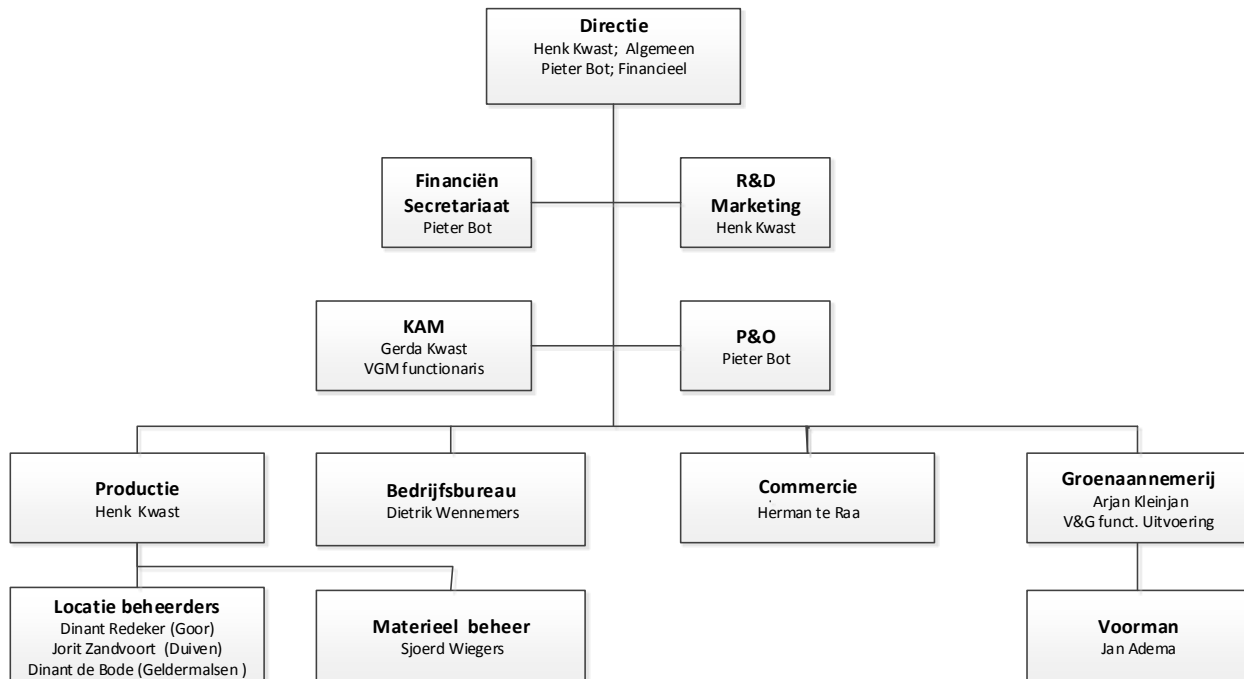 Directie
Henk Kwast;  Algemeen
Pieter Bot; Financieel
Financiën
Secretariaat
Pieter Bot
R&D
Marketing
Henk Kwast
KAM
Gerda Kwast
VGM functionaris
P&O
Pieter Bot
Productie
Henk Kwast
Bedrijfsbureau
Dietrik Wennemers
Commercie
Herman te Raa
Groenaannemerij
Arjan Kleinjan
V&G funct. Uitvoering
Locatie beheerders
Dinant Redeker (Goor)
Jorit Zandvoort  (Duiven)
Dinant de Bode (Geldermalsen )
Materieel beheer
Sjoerd Wiegers
Voorman
Jan Adema